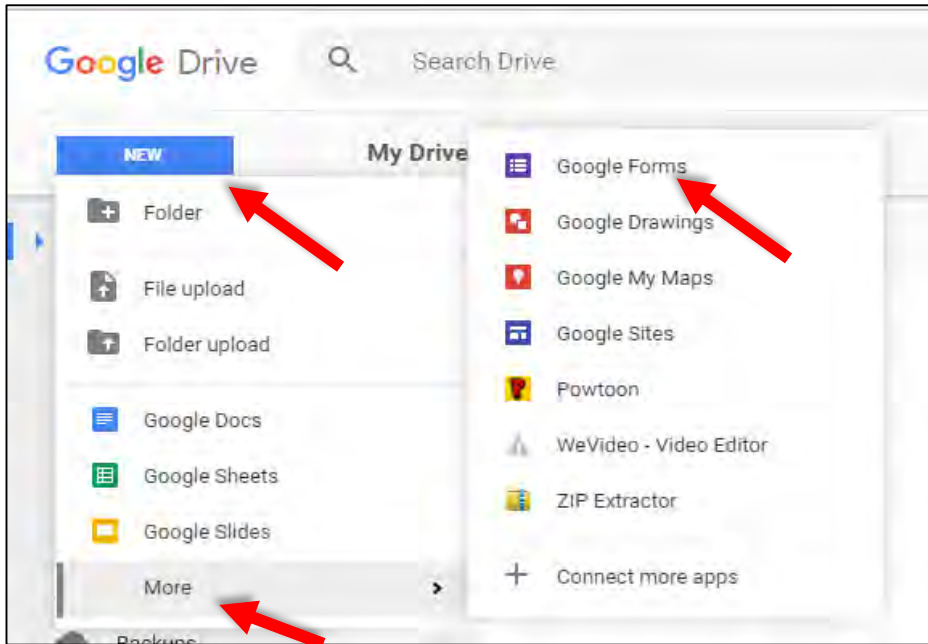 Google Drive
Search Drive
NEW
My Drive
Folder
File upload
Folder upload
Google Docs
Google Sheets
Google Slides
More
Backups
Google Forms
Google Drawings
Google My Maps
Google Sites
Powtoon
WeVideo - Video Editor
ZIP Extractor
Connect more apps